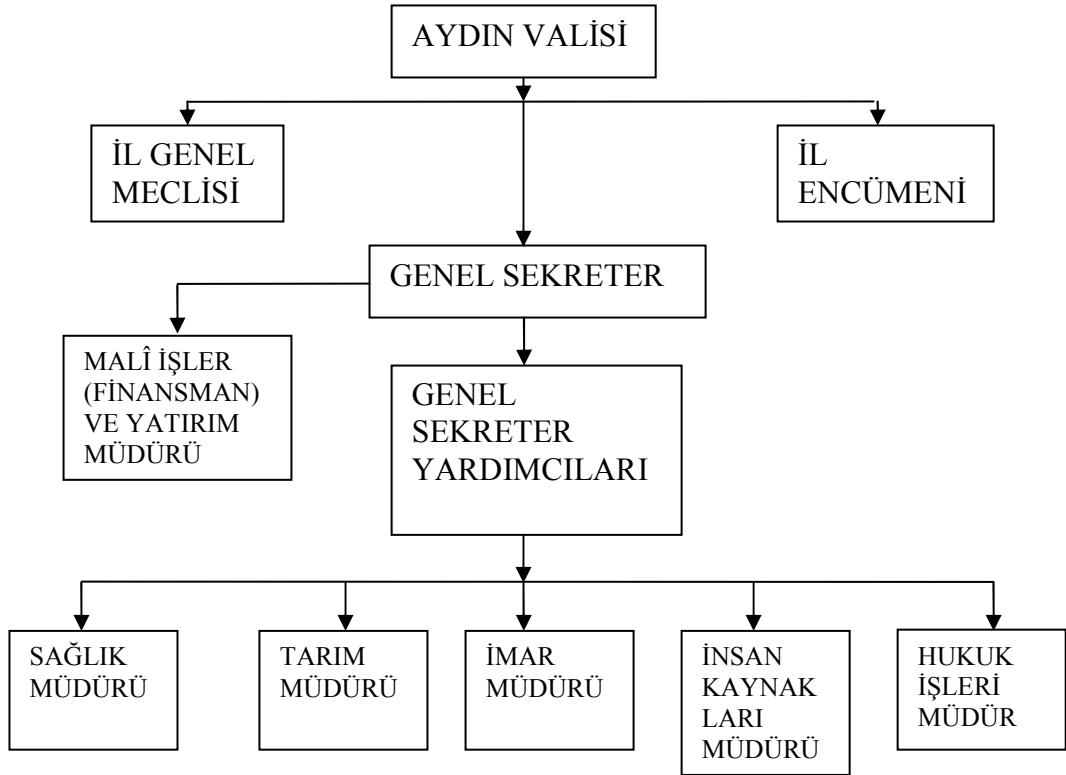 AYDIN VALİSİ
İL GENEL
MECLİSİ
İL
ENCÜMENİ
GENEL SEKRETER
MALÎ İŞLER
(FİNANSMAN)
VE YATIRIM
MÜDÜRÜ
GENEL
SEKRETER
YARDIMCILARI
SAĞLIK
MÜDÜRÜ
TARIM
MÜDÜRÜ
İMAR
MÜDÜRÜ
İNSAN
KAYNAK
LARI
MÜDÜRÜ
HUKUK
İŞLERİ
MÜDÜR